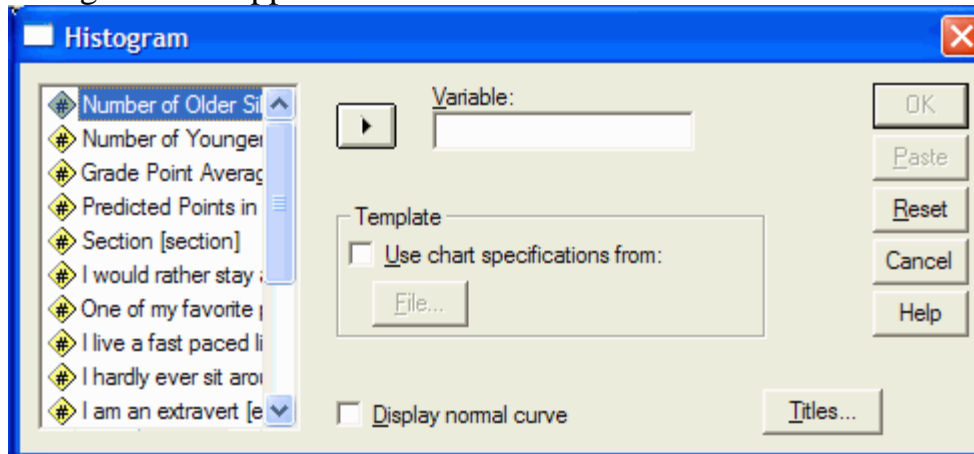 Histogram
Number of Older Si
Number of Younger
Grade Point Averag
Predicted Points in
Section [section]
I would rather stay
One of my favorite
I live a fast paced li
I hardly ever sit arou
I am an extravert [e
Variable:
Template
Use chart specifications from:
File...
Display normal curve
OK
Paste
Reset
Cancel
Help
Titles...